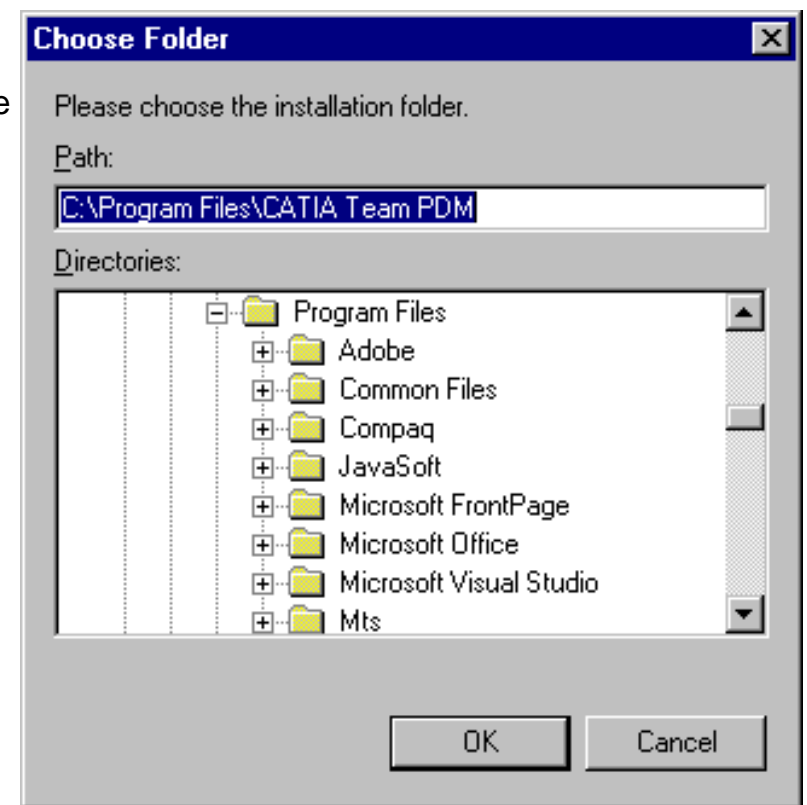 Choose Folder
e
Please choose the installation folder.
Path:
C:\Program Files\CATIA Team PDM
Directories:
Program Files
Adobe
Common Files
Compaq
JavaSoft
Microsoft FrontPage
Microsoft Office
Microsoft Visual Studio
Mts
OK
Cancel